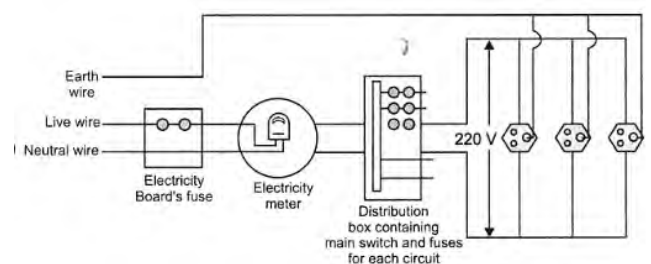 Earth
wire
Live wire
Neutral wire
Electricity
Board's fuse
Electricity
meter
Distribution
box containing
main switch and fuses
for each circuit
220 V